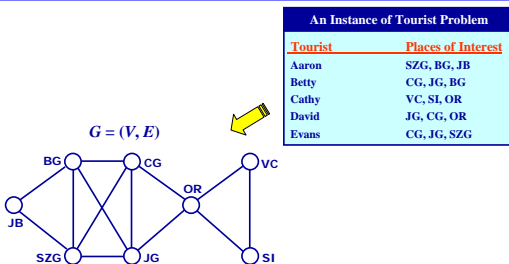 An Instance of Tourist Problem
Tourist Places of Interest
Aaron SZG, BG, JB
Betty CG, JG, BG
Cathy VC, SI, OR
David JG, CG, OR
Evans CG, JG, SZG
G = (V, E)
BG CG VC
OR
JB
SZG JG SI